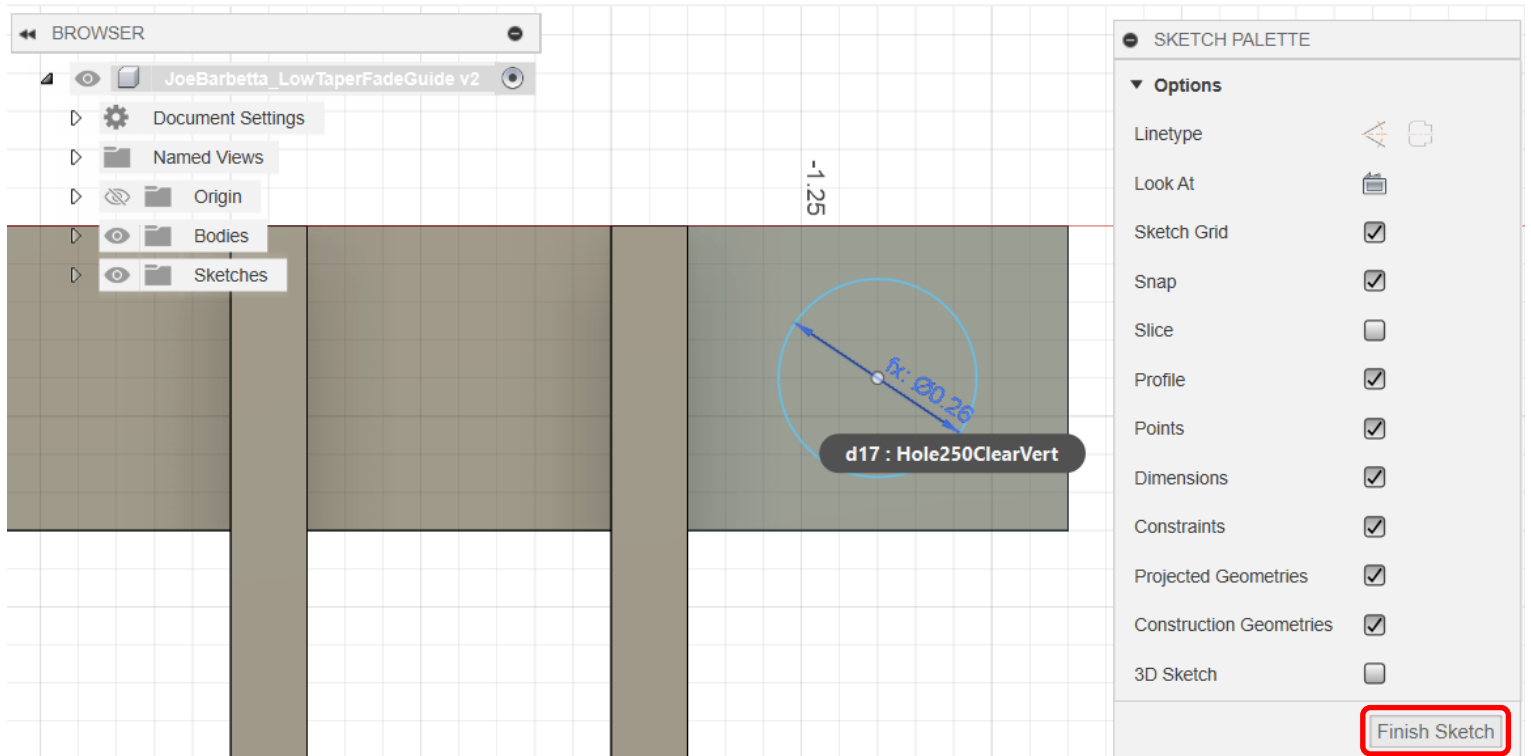 BROWSER
JoeBarbetta_LowTaperFadeGuide v2
Document Settings
Named Views
Origin
Bodies
Sketches
-1.25
fx: Ø0.26
d17 : Hole250ClearVert
SKETCH PALETTE
Options
Linetype
Look At
Sketch Grid
Snap
Slice
Profile
Points
Dimensions
Constraints
Projected Geometries
Construction Geometries
3D Sketch
Finish Sketch